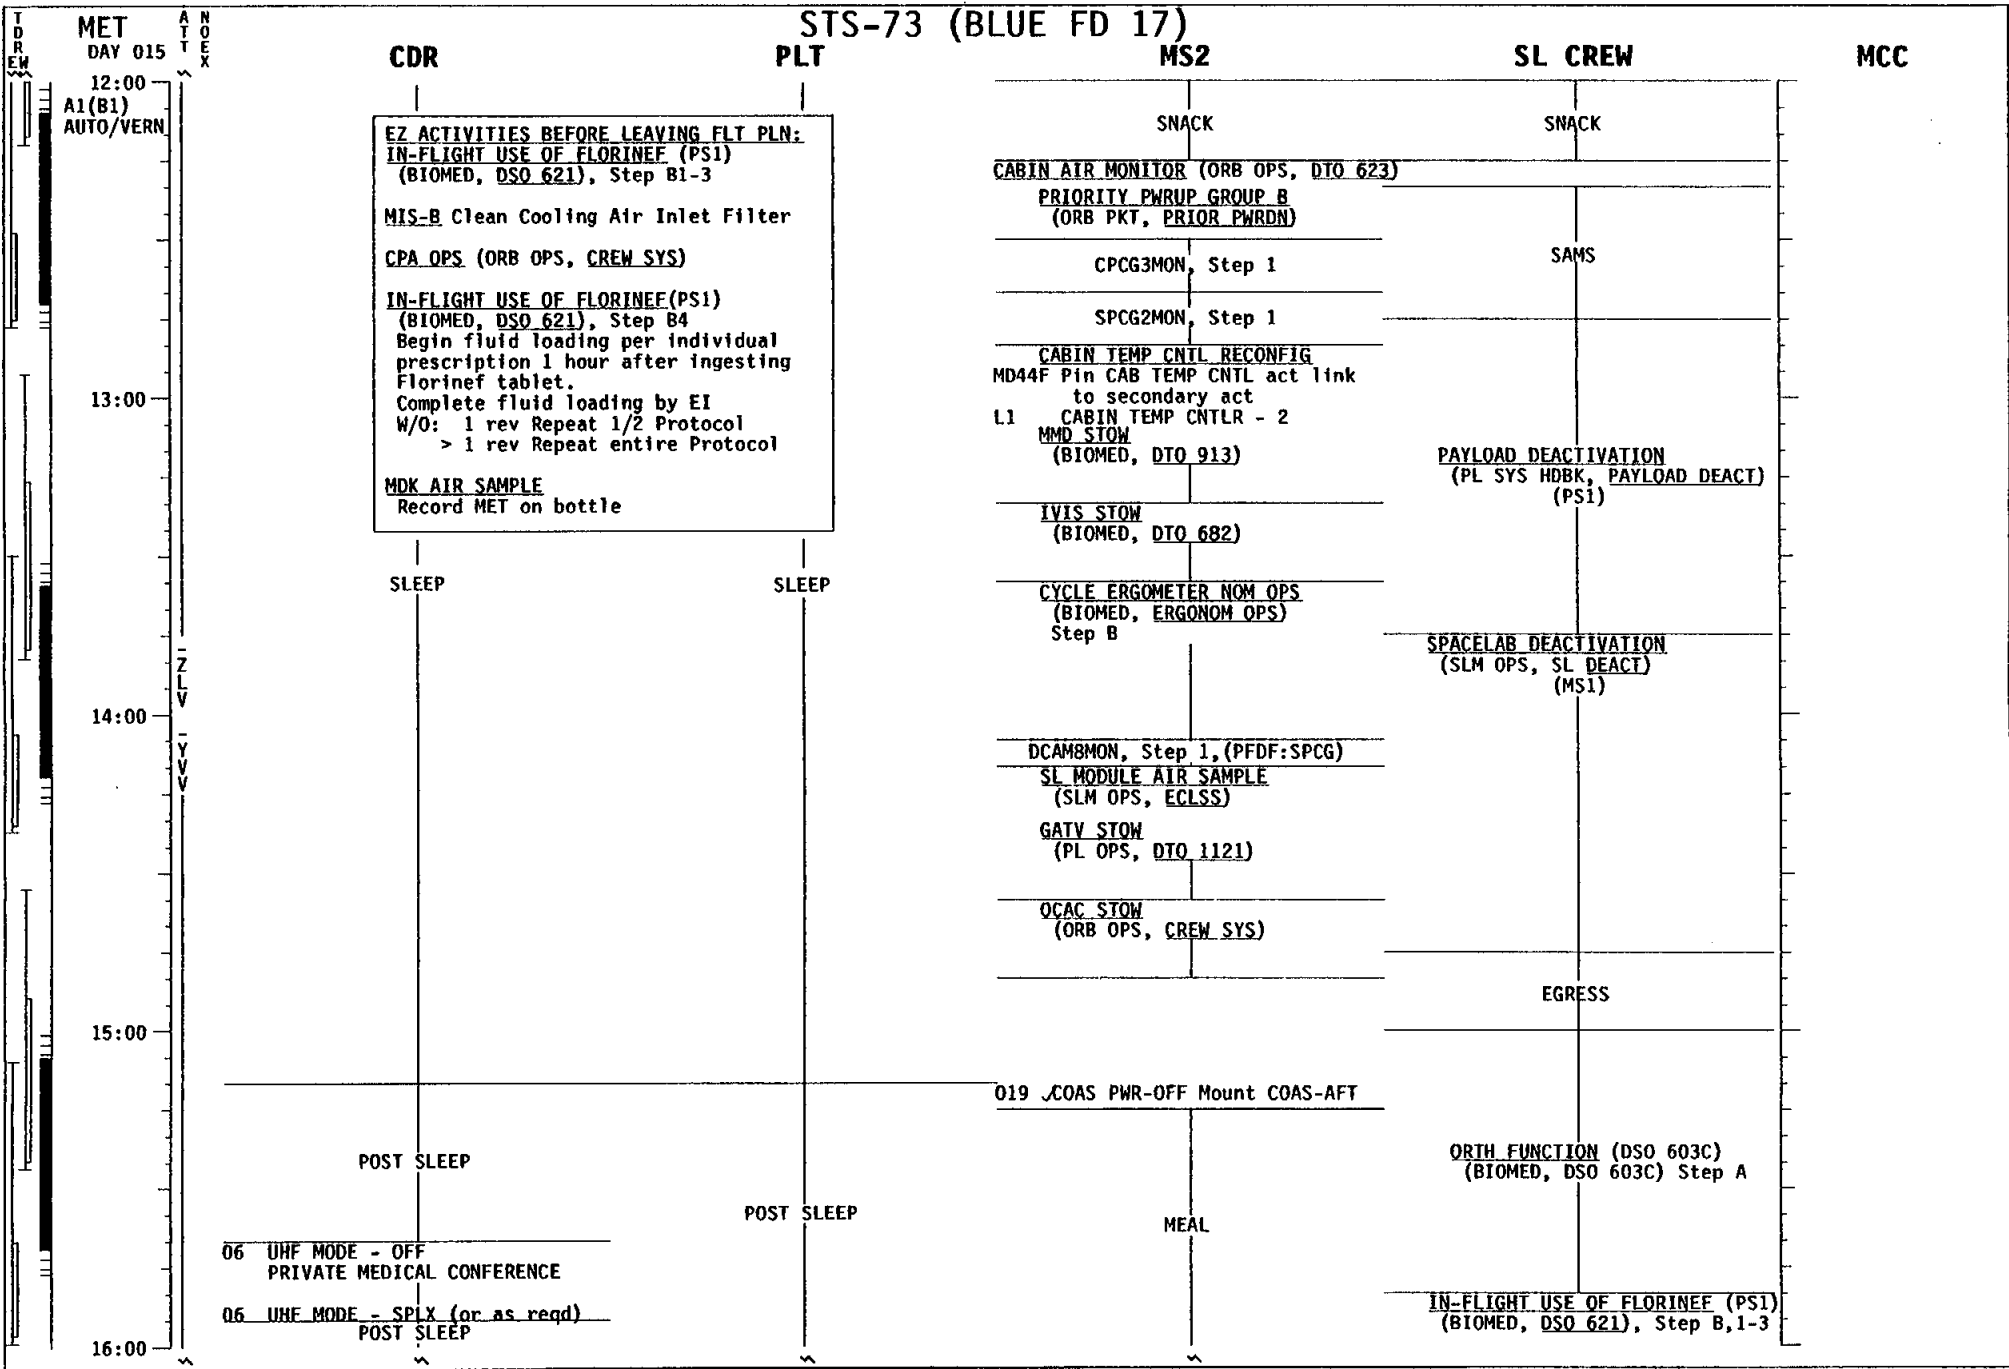 STS-73 (BLUE FD 17)
TDRE W
MET
DAY 015
ATT
NOEX
CDR
PLT
MS2
SL CREW
MCC
12:00
A1(B1)
AUTO/VERN
13:00
14:00
15:00
16:00
-ZLV -YVV
EZ ACTIVITIES BEFORE LEAVING FLT PLN:
IN-FLIGHT USE OF FLORINEF (PS1)
(BIOMED, DSO 621), Step B1-3
MIS-B Clean Cooling Air Inlet Filter
CPA OPS (ORB OPS, CREW SYS)
IN-FLIGHT USE OF FLORINEF(PS1)
(BIOMED, DSO 621), Step B4
Begin fluid loading per individual
prescription 1 hour after ingesting
Florinef tablet.
Complete fluid loading by EI
W/O: 1 rev Repeat 1/2 Protocol
> 1 rev Repeat entire Protocol
MDK AIR SAMPLE
Record MET on bottle
SLEEP
POST SLEEP
06 UHF MODE - OFF
PRIVATE MEDICAL CONFERENCE
06 UHF MODE - SPLX (or as reqd)
POST SLEEP
SLEEP
POST SLEEP
SNACK
CABIN AIR MONITOR (ORB OPS, DTO 623)
PRIORITY PWRUP GROUP B
(ORB PKT, PRIOR PWRDN)
CPCG3MON, Step 1
SPCG2MON, Step 1
CABIN TEMP CNTL RECONFIG
MD44F Pin CAB TEMP CNTL act link
to secondary act
L1 CABIN TEMP CNTLR - 2
MMD STOW
(BIOMED, DTO 913)
IVIS STOW
(BIOMED, DTO 682)
CYCLE ERGOMETER NOM OPS
(BIOMED, ERGONOM OPS)
Step B
DCAM8MON, Step 1,(PFDF:SPCG)
SL MODULE AIR SAMPLE
(SLM OPS, ECLSS)
GATV STOW
(PL OPS, DTO 1121)
OCAC STOW
(ORB OPS, CREW SYS)
019 √COAS PWR-OFF Mount COAS-AFT
MEAL
SNACK
SAMS
PAYLOAD DEACTIVATION
(PL SYS HDBK, PAYLOAD DEACT)
(PS1)
SPACELAB DEACTIVATION
(SLM OPS, SL DEACT)
(MS1)
EGRESS
ORTH FUNCTION (DSO 603C)
(BIOMED, DSO 603C) Step A
IN-FLIGHT USE OF FLORINEF (PS1)
(BIOMED, DSO 621), Step B,1-3